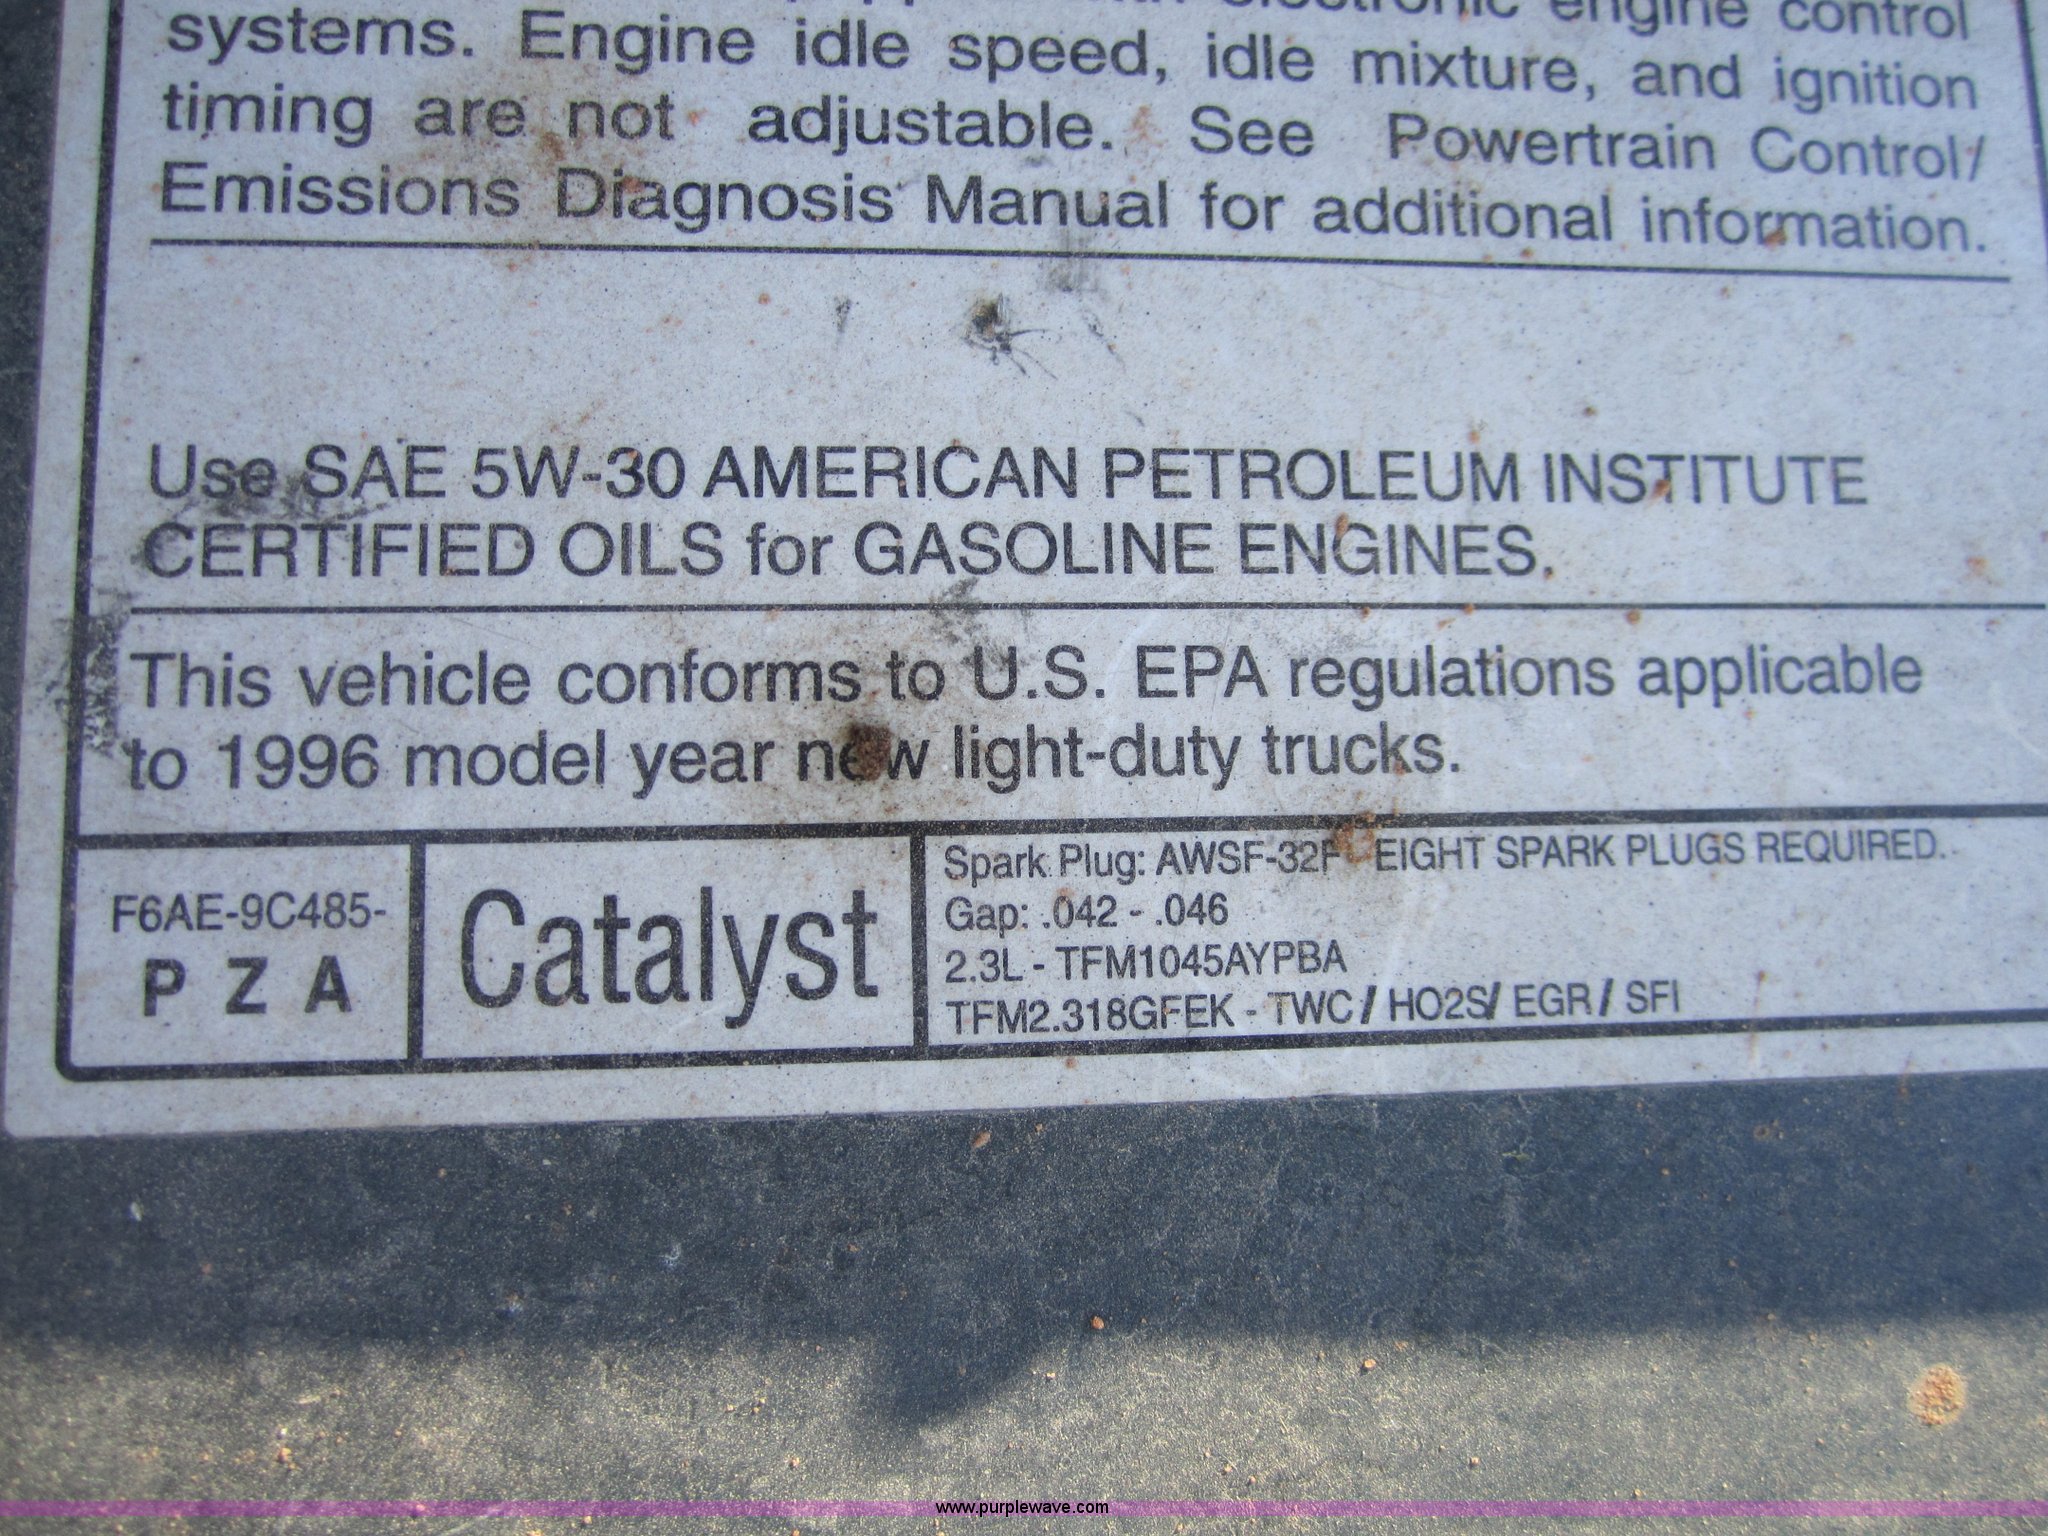 electronic engine control
systems. Engine idle speed, idle mixture, and ignition
timing are not adjustable. See Powertrain Control/
Emissions Diagnosis Manual for additional information.
Use SAE 5W-30 AMERICAN PETROLEUM INSTITUTE
CERTIFIED OILS for GASOLINE ENGINES.
This vehicle conforms to U.S. EPA regulations applicable
to 1996 model year new light-duty trucks.
F6AE-9C485-
P Z A
Catalyst
Spark Plug: AWSF-32F EIGHT SPARK PLUGS REQUIRED.
Gap: .042 - .046
2.3L - TFM1045AYPBA
TFM2.318GFEK - TWC/ HO2S/ EGR/ SFI
www.purplewave.com